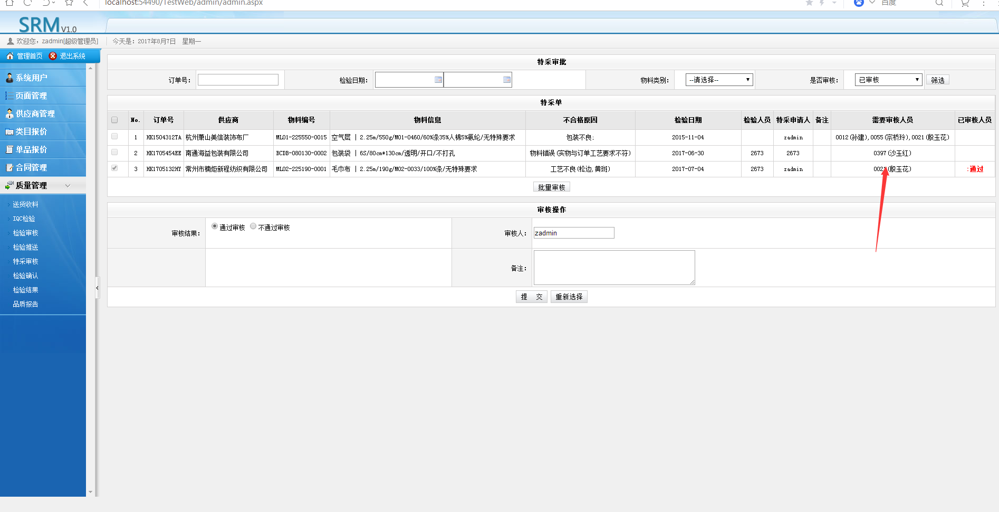 localhost:54490/TestWeb/admin/admin.aspx
百度
SRM V1.0
欢迎您，zadmin[超级管理员] 今天是：2017年8月7日 星期一
管理首页 退出系统
系统用户
页面管理
供应商管理
类目报价
单品报价
合同管理
质量管理
送货收料
IQC检验
检验审核
检验推送
特采审核
检验确认
检验结果
品质报告
特采审批
订单号： 检验日期： 物料类别： --请选择-- 是否审核： 已审核 筛选
特采单
No. 订单号 供应商 物料编号 物料信息 不合格原因 检验日期 检验人员 特采申请人 备注 需要审核人员 已审核人员
1 HK1504312TA 杭州萧山美信装饰布厂 ML01-225550-0015 空气层 | 2.25m/550g/M01-0460/60%涤35%人棉5%氨纶/无特殊要求 包装不良; 2015-11-04 zadmin 0012(孙建),0055(宗桥玲),0021(殷玉花)
2 HK1705454EE 南通海益包装有限公司 BCDB-080130-0002 包装袋 | 6S/80cm*130cm/透明/开口/不打孔 物料错误(实物与订单工艺要求不符) 2017-06-30 2673 2673 0397(沙玉红)
3 HK1705132HY 常州市楠炬新程纺织有限公司 ML02-225190-0001 毛巾布 | 2.25m/190g/M02-0033/100%涤/无特殊要求 工艺不良(松边,黄斑) 2017-07-04 2673 zadmin 0021(殷玉花) :通过
批量审核
审核操作
审核结果： 通过审核 不通过审核 审核人： zadmin
备注：
提 交 重新选择